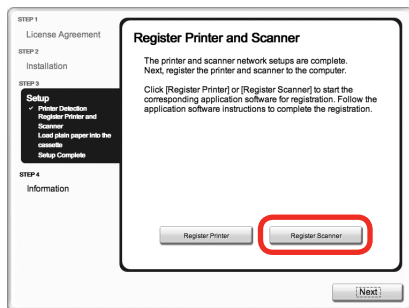 STEP 1
License Agreement
STEP 2
Installation
STEP 3
Setup
✓ Printer Detection
Register Printer and
Scanner
Load plain paper into the
cassette
Setup Complete
STEP 4
Information
Register Printer and Scanner
The printer and scanner network setups are complete.
Next, register the printer and scanner to the computer.
Click [Register Printer] or [Register Scanner] to start the
corresponding application software for registration. Follow the
application software instructions to complete the registration.
Register Printer
Register Scanner
Next